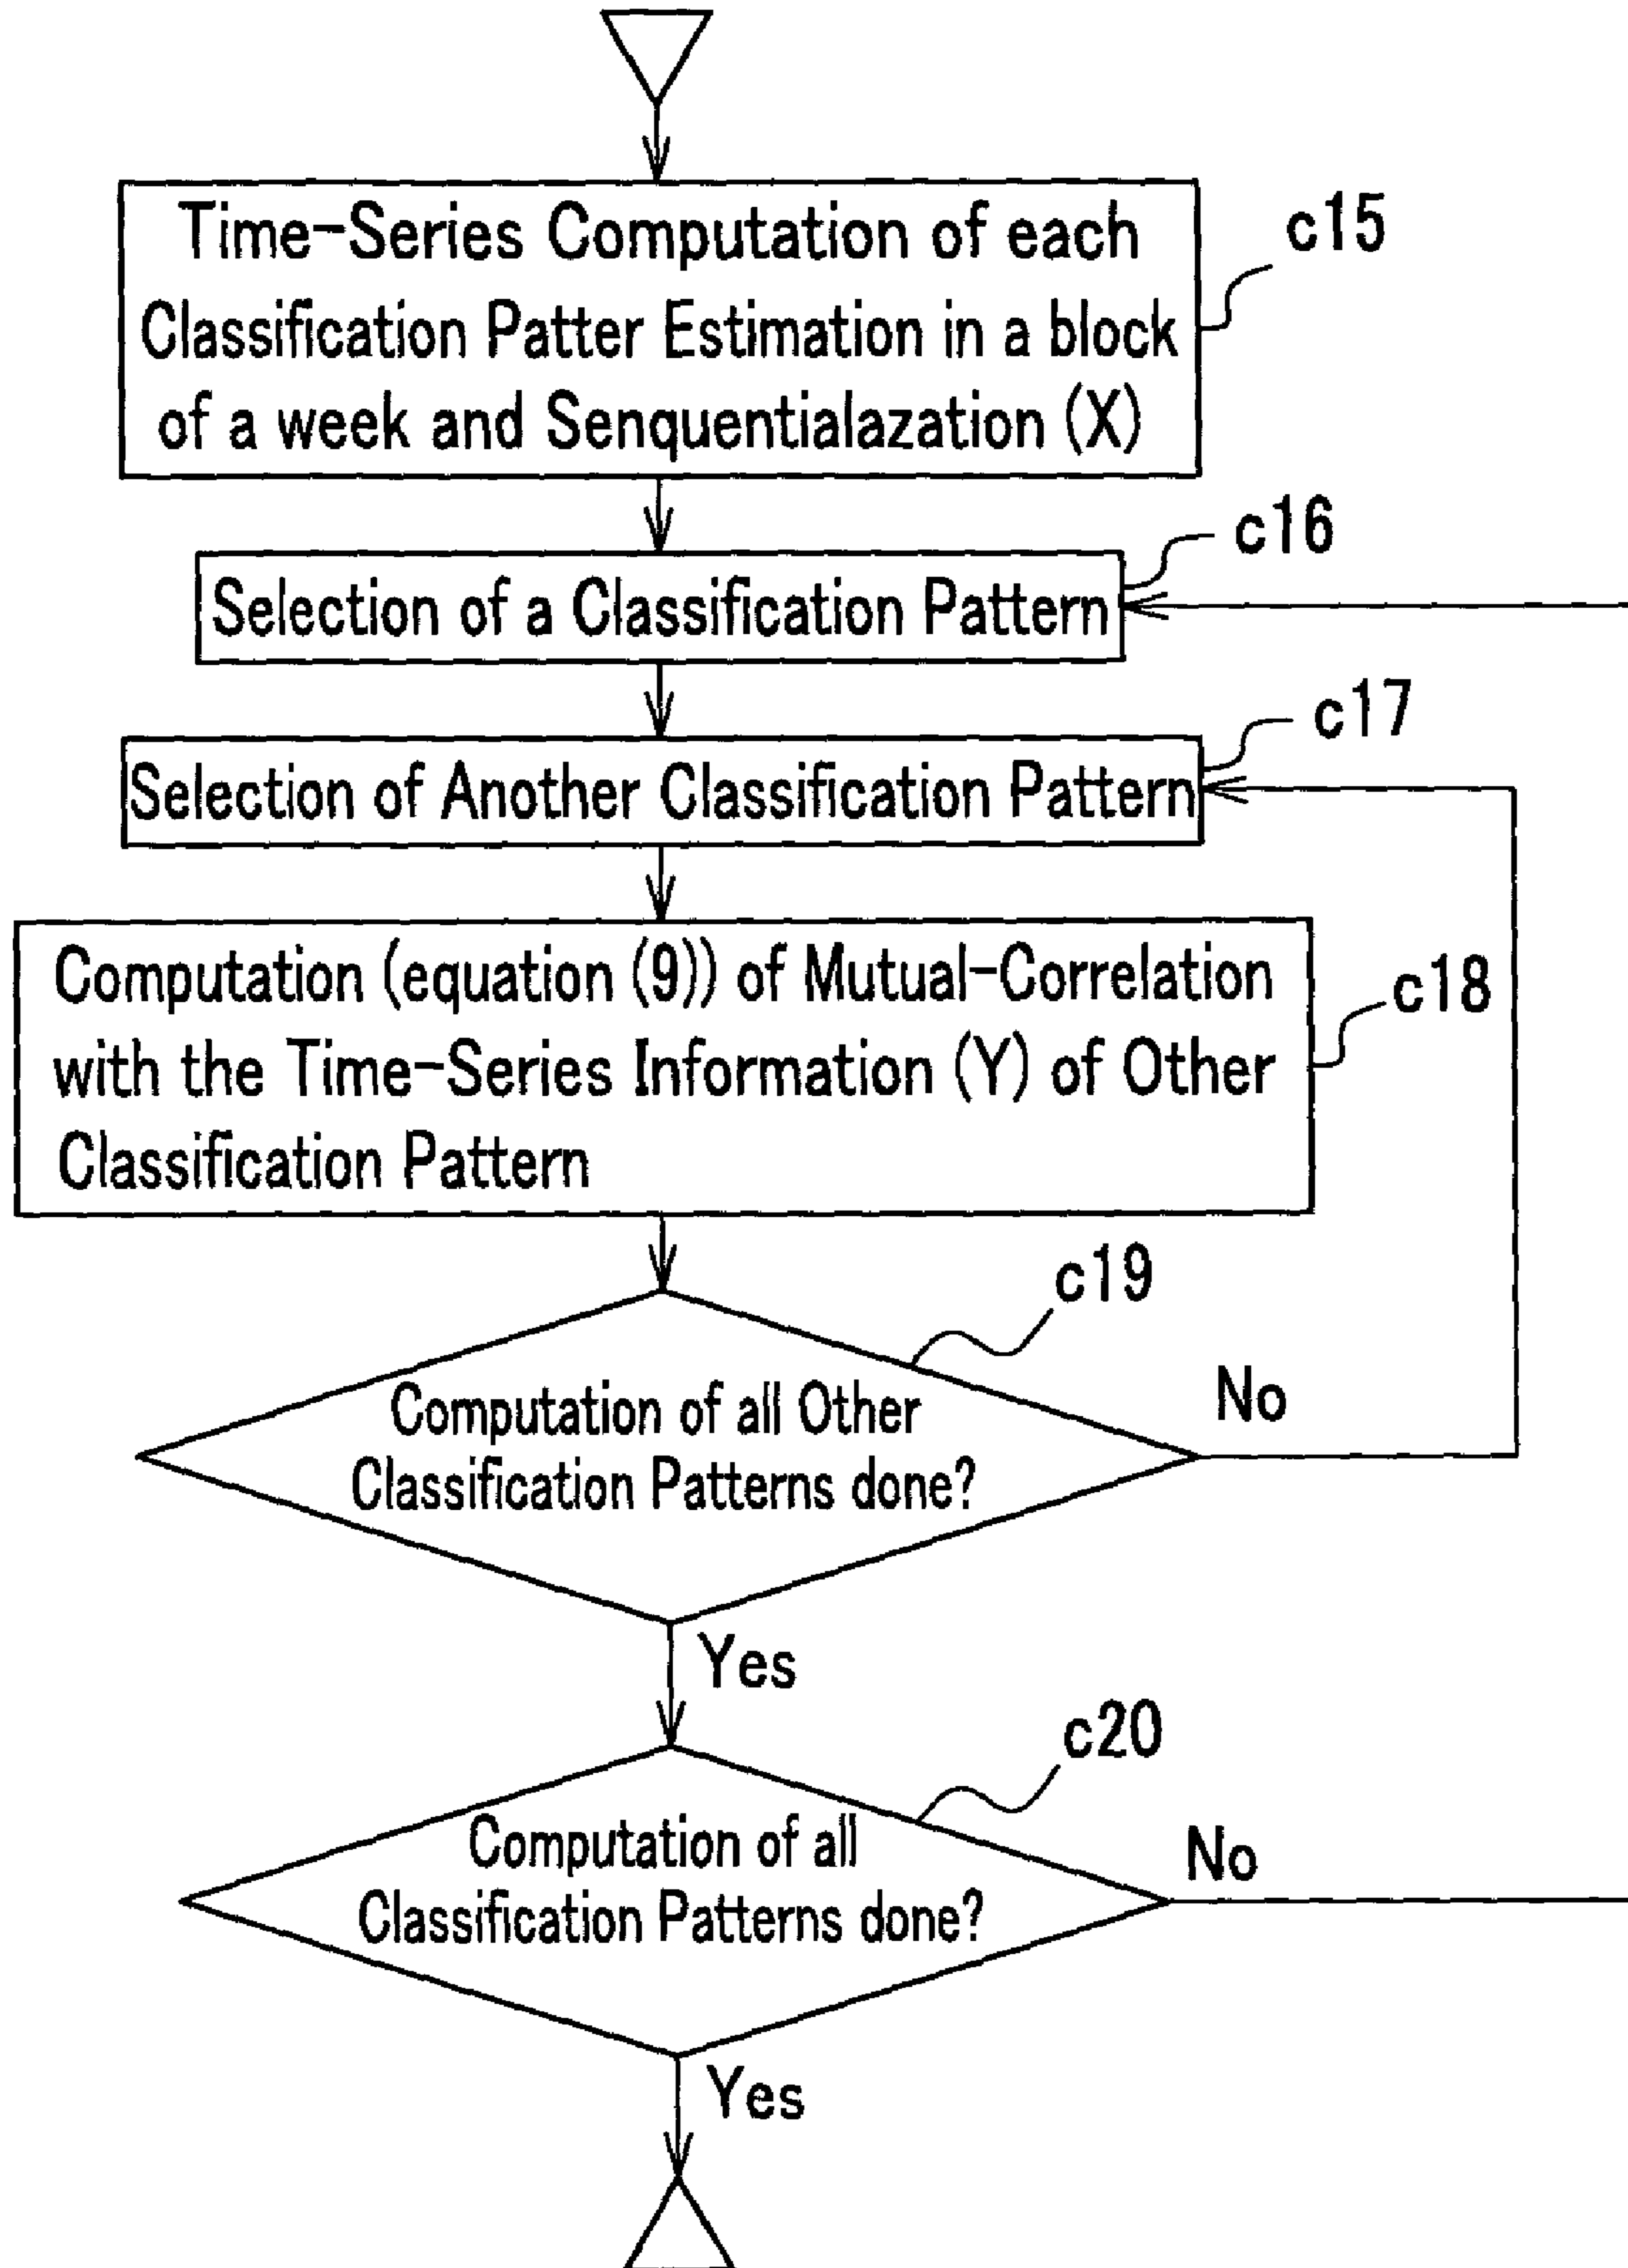 Time-Series Computation of each
Classification Patter Estimation in a block
of a week and Senquentialazation (X)
c15
Selection of a Classification Pattern
c16
Selection of Another Classification Pattern
c17
Computation (equation (9)) of Mutual-Correlation
with the Time-Series Information (Y) of Other
Classification Pattern
c18
c19
Computation of all Other
Classification Patterns done?
No
Yes
c20
Computation of all
Classification Patterns done?
No
Yes